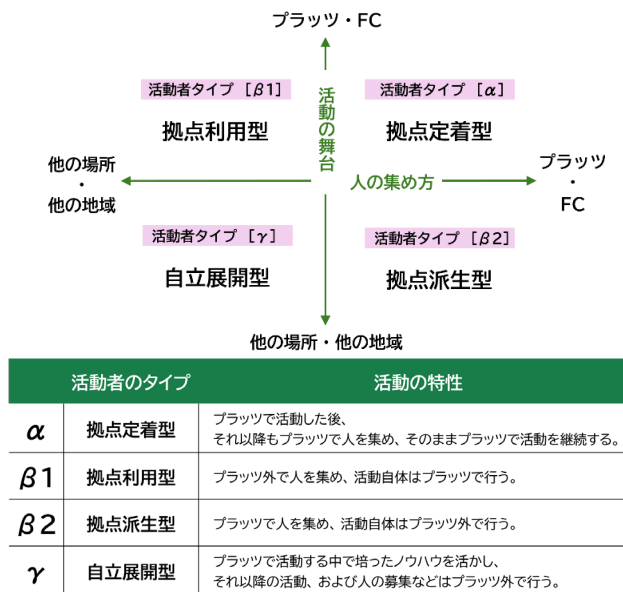 プラッツ・FC
活動者タイプ [β1]
拠点利用型
活動の舞台
活動者タイプ [α]
拠点定着型
他の場所
・
他の地域
人の集め方
プラッツ
・
FC
活動者タイプ [γ]
自立展開型
活動者タイプ [β2]
拠点派生型
他の場所・他の地域
活動者のタイプ 活動の特性
α 拠点定着型 プラッツで活動した後、
それ以降もプラッツで人を集め、そのままプラッツで活動を継続する。
β1 拠点利用型 プラッツ外で人を集め、活動自体はプラッツで行う。
β2 拠点派生型 プラッツで人を集め、活動自体はプラッツ外で行う。
γ 自立展開型 プラッツで活動する中で培ったノウハウを活かし、
それ以降の活動、および人の募集などはプラッツ外で行う。